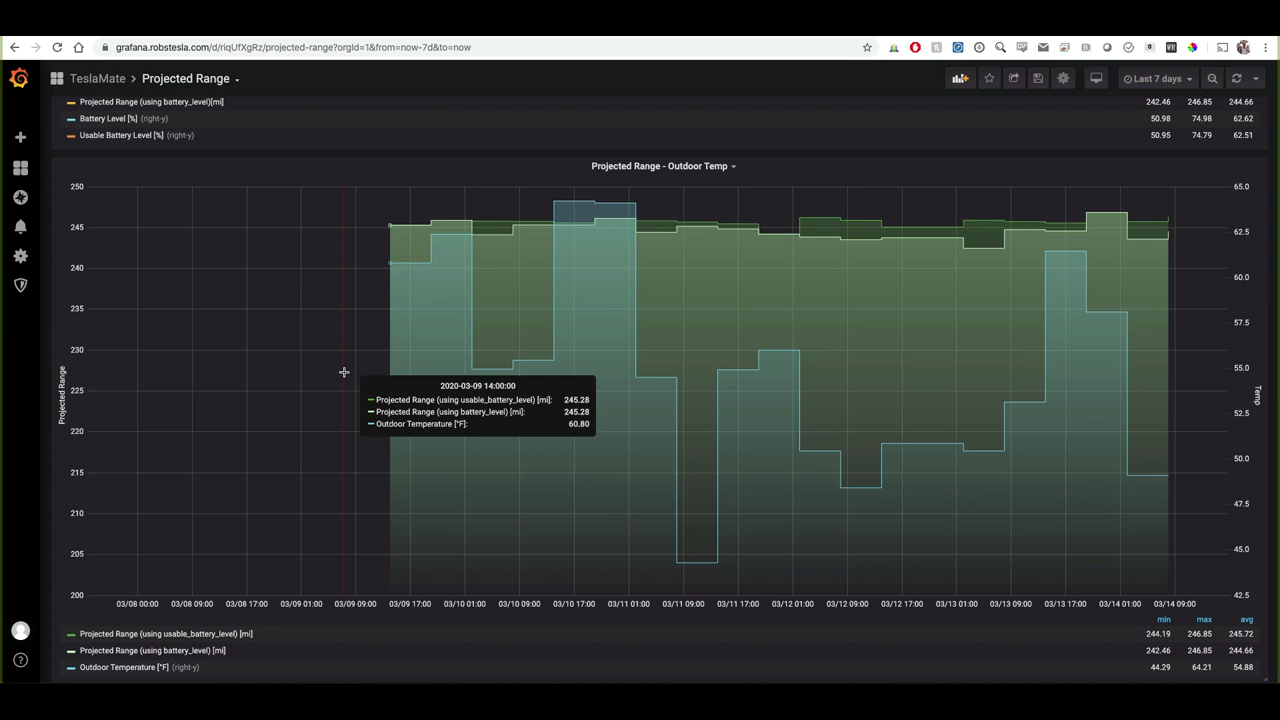 grafana.robstesla.com/d/riqUfXgRz/projected-range?orgId=1&from=now-7d&to=now
TeslaMate > Projected Range
Last 7 days
Projected Range (using battery_level)[mi] 242.46 246.85 244.66
Battery Level [%] (right-y) 50.98 74.98 62.62
Usable Battery Level [%] (right-y) 50.95 74.79 62.51
Projected Range - Outdoor Temp
250
245
240
235
230
225
220
215
210
205
200
Projected Range
65.0
62.5
60.0
57.5
55.0
52.5
50.0
47.5
45.0
42.5
Temp
2020-03-09 14:00:00
Projected Range (using usable_battery_level) [mi]: 245.28
Projected Range (using battery_level) [mi]: 245.28
Outdoor Temperature [°F]: 60.80
03/08 00:00 03/08 09:00 03/08 17:00 03/09 01:00 03/09 09:00 03/09 17:00 03/10 01:00 03/10 09:00 03/10 17:00 03/11 01:00 03/11 09:00 03/11 17:00 03/12 01:00 03/12 09:00 03/12 17:00 03/13 01:00 03/13 09:00 03/13 17:00 03/14 01:00 03/14 09:00
min max avg
Projected Range (using usable_battery_level) [mi] 244.19 246.85 245.72
Projected Range (using battery_level) [mi] 242.46 246.85 244.66
Outdoor Temperature [°F] (right-y) 44.29 64.21 54.88